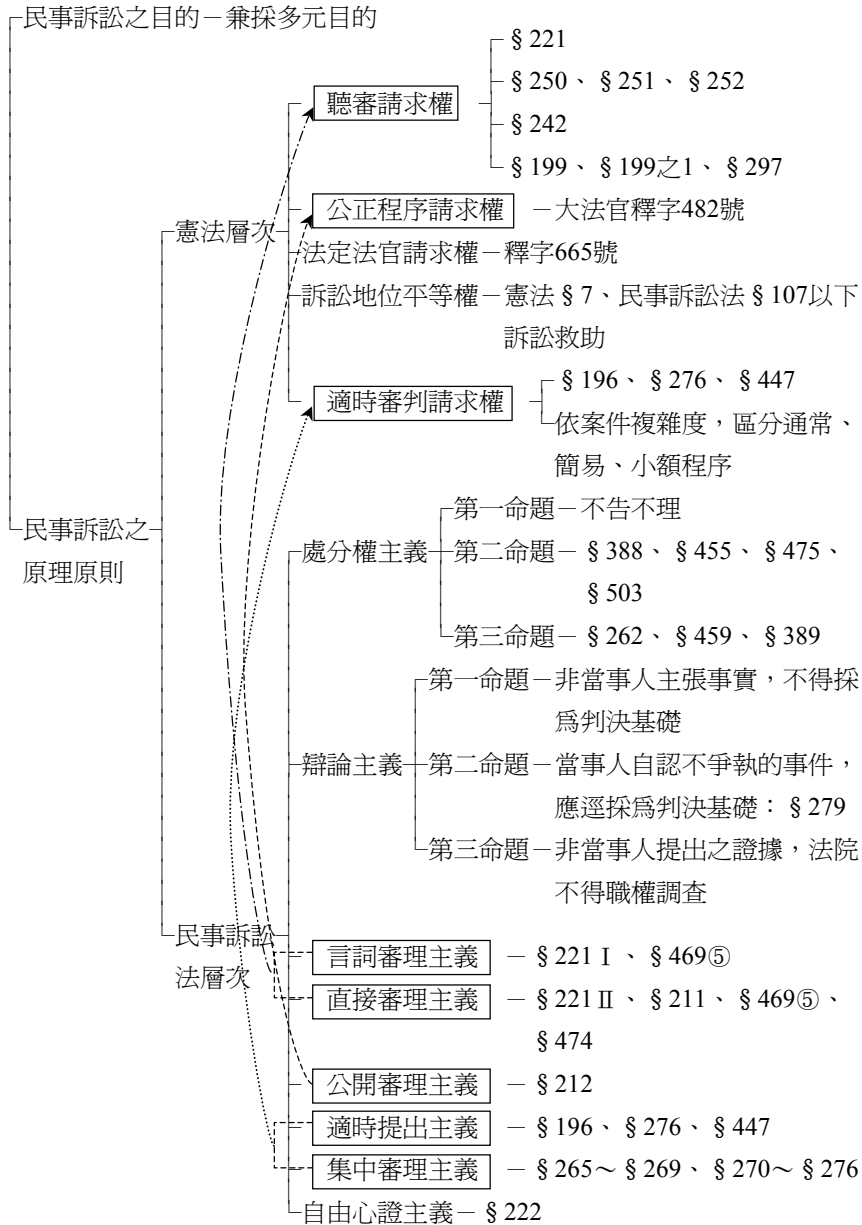 民事訴訟之目的－兼採多元目的
§221
§250、§251、§252
聽審請求權
§242
§199、§199之1、§297
公正程序請求權 －大法官釋字482號
憲法層次
法定法官請求權－釋字665號
訴訟地位平等權－憲法§7、民事訴訟法§107以下
訴訟救助
§196、§276、§447
適時審判請求權
依案件複雜度，區分通常、
簡易、小額程序
第一命題－不告不理
民事訴訟之
原理原則
處分權主義
第二命題－§388、§455、§475、
§503
第三命題－§262、§459、§389
第一命題－非當事人主張事實，不得採
為判決基礎
辯論主義
第二命題－當事人自認不爭執的事件，
應逕採為判決基礎：§279
第三命題－非當事人提出之證據，法院
不得職權調查
民事訴訟
法層次
言詞審理主義 －§221Ⅰ、§469⑤
直接審理主義 －§221Ⅱ、§211、§469⑤、
§474
公開審理主義 －§212
適時提出主義 －§196、§276、§447
集中審理主義 －§265～§269、§270～§276
自由心證主義－§222